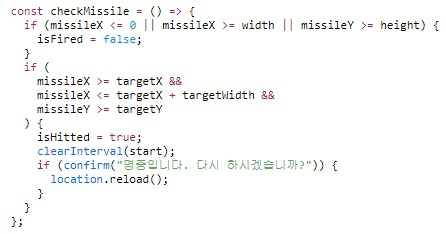 const checkMissile = () => {
  if (missileX <= 0 || missileX >= width || missileY >= height) {
    isFired = false;
  }
  if (
    missileX >= targetX &&
    missileX <= targetX + targetWidth &&
    missileY >= targetY
  ) {
    isHitted = true;
    clearInterval(start);
    if (confirm("명중입니다. 다시 하시겠습니까?")) {
      location.reload();
    }
  }
};